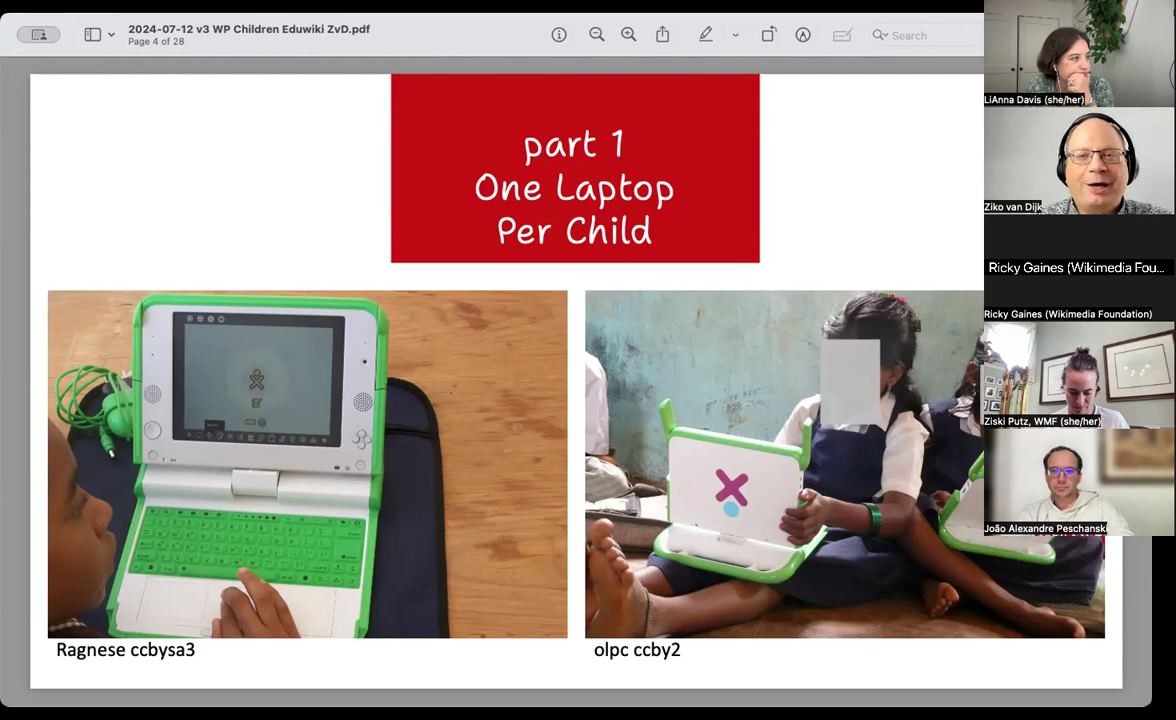 2024-07-12 v3 WP Children Eduwiki ZvD.pdf
Page 4 of 28
Search
part 1
One Laptop
Per Child
Ragnese ccbysa3
olpc ccby2
LiAnna Davis (she/her)
Ziko van Dijk
Ricky Gaines (Wikimedia Fou...
Ricky Gaines (Wikimedia Foundation)
Ziski Putz, WMF (she/her)
João Alexandre Peschanski